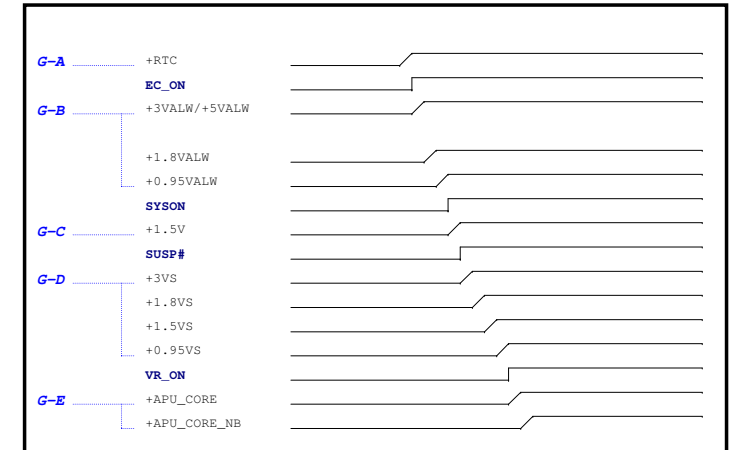 G-A +RTC
EC_ON
G-B +3VALW/+5VALW
+1.8VALW
+0.95VALW
SYSON
G-C +1.5V
SUSP#
G-D +3VS
+1.8VS
+1.5VS
+0.95VS
VR_ON
G-E +APU_CORE
+APU_CORE_NB